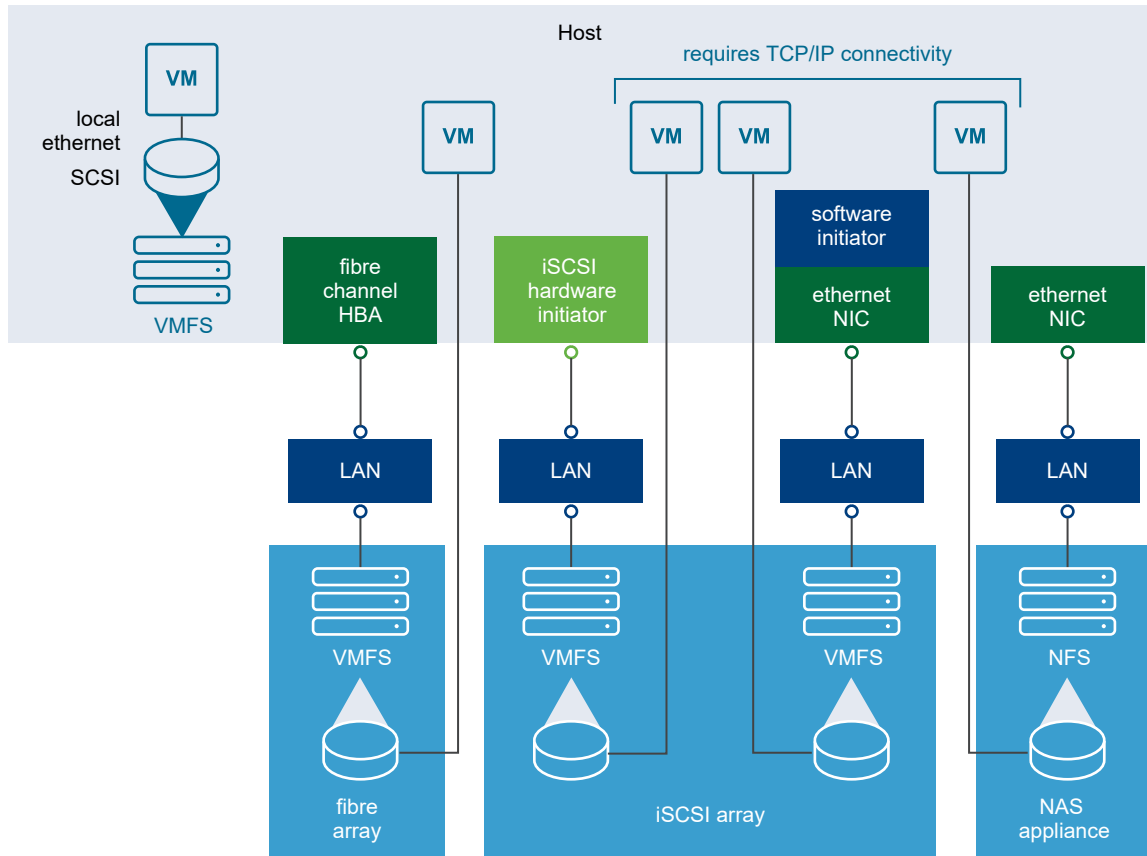 Host
requires TCP/IP connectivity
VM
local
ethernet
SCSI
VMFS
VM
VM
VM
VM
fibre
channel
HBA
iSCSI
hardware
initiator
software
initiator
ethernet
NIC
ethernet
NIC
LAN
LAN
LAN
LAN
VMFS
VMFS
VMFS
NFS
fibre
array
iSCSI array
NAS
appliance